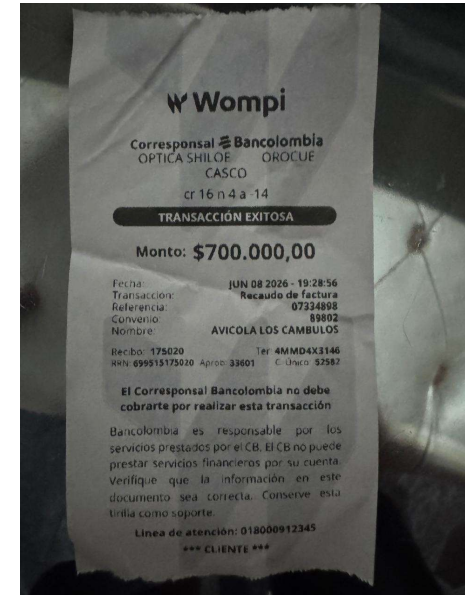 Wompi
Corresponsal Bancolombia
OPTICA SHILOE OROCUE
CASCO
cr 16 n 4 a -14
TRANSACCIÓN EXITOSA
Monto: $700.000,00
Fecha: JUN 08 2026 - 19:28:56
Transacción: Recaudo de factura
Referencia: 07334898
Convenio: 89802
Nombre: AVICOLA LOS CAMBULOS
Recibo: 175020 Ter: 4MMD4X3146
RRN: 699515175020 Apro: 33601 C. Único: 52587
El Corresponsal Bancolombia no debe
cobrarte por realizar esta transacción
Bancolombia es responsable por los
servicios prestados por el CB. El CB no puede
prestar servicios financieros por su cuenta.
Verifique que la información en este
documento sea correcta. Conserve esta
tirilla como soporte.
Linea de atención: 018000912345
*** CLIENTE ***